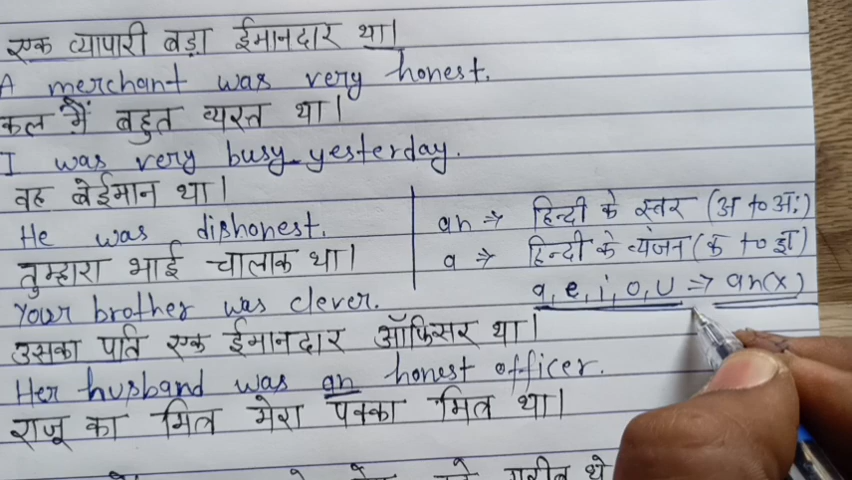 एक व्यापारी बड़ा ईमानदार था।
A merchant was very honest.
कल मैं बहुत व्यस्त था।
I was very busy yesterday.
वह बेईमान था।
He was dishonest.
an ⇒ हिन्दी के स्वर (अ to अः)
a ⇒ हिन्दी के व्यंजन (क to ज्ञ)
a, e, i, o, u ⇒ an(x)
तुम्हारा भाई चालाक था।
Your brother was clever.
उसका पति एक ईमानदार ऑफिसर था।
Her husband was an honest officer.
राजू का मित्र मेरा पक्का मित्र था।
गरीब थे